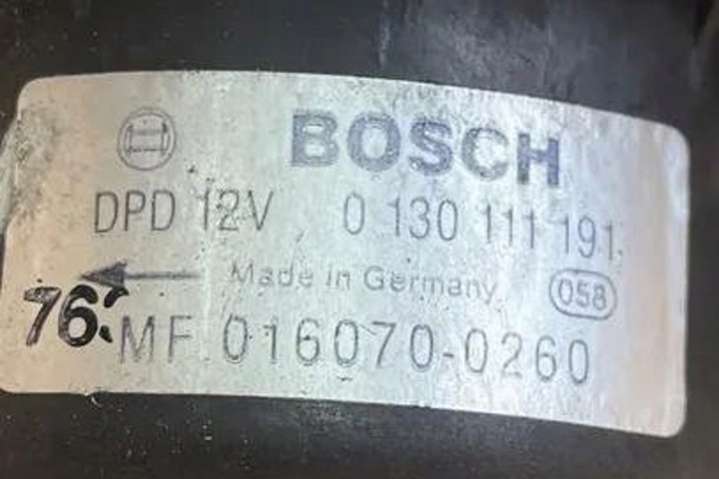 BOSCH
DPD 12V 0 130 111 191
Made in Germany 058
MF 016070-0260